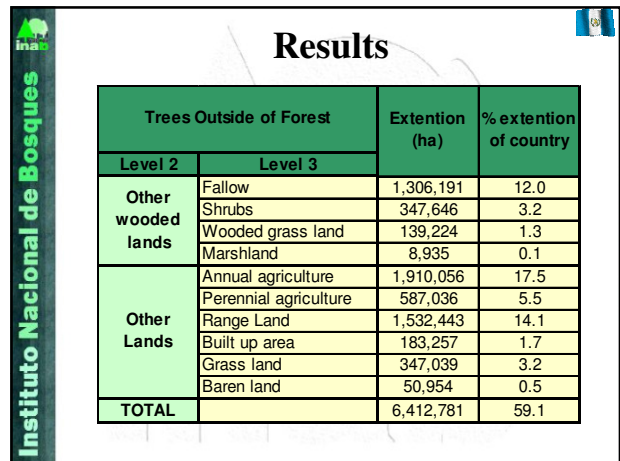 inab
Instituto Nacional de Bosques
Results
Trees Outside of Forest Extention (ha) % extention of country
Level 2 Level 3
Other wooded lands
Fallow 1,306,191 12.0
Shrubs 347,646 3.2
Wooded grass land 139,224 1.3
Marshland 8,935 0.1
Other Lands
Annual agriculture 1,910,056 17.5
Perennial agriculture 587,036 5.5
Range Land 1,532,443 14.1
Built up area 183,257 1.7
Grass land 347,039 3.2
Baren land 50,954 0.5
TOTAL 6,412,781 59.1